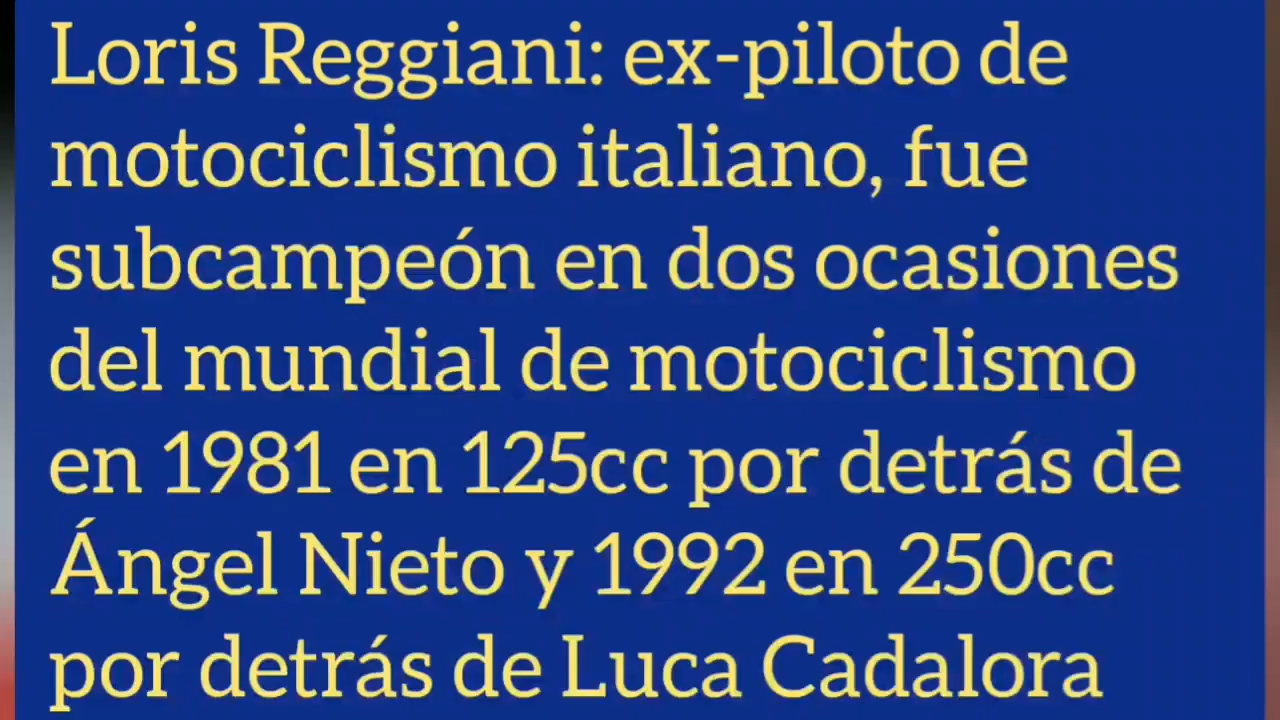 Loris Reggiani: ex-piloto de
motociclismo italiano, fue
subcampeón en dos ocasiones
del mundial de motociclismo
en 1981 en 125cc por detrás de
Ángel Nieto y 1992 en 250cc
por detrás de Luca Cadalora